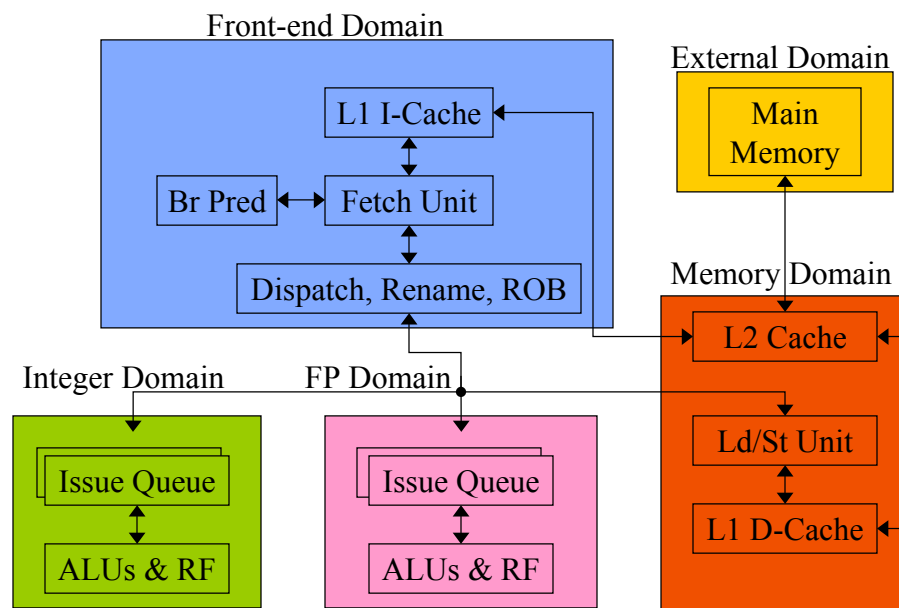 Front-end Domain
External Domain
L1 I-Cache
Main
Memory
Br Pred
Fetch Unit
Dispatch, Rename, ROB
Memory Domain
L2 Cache
Integer Domain
FP Domain
Ld/St Unit
Issue Queue
Issue Queue
L1 D-Cache
ALUs & RF
ALUs & RF